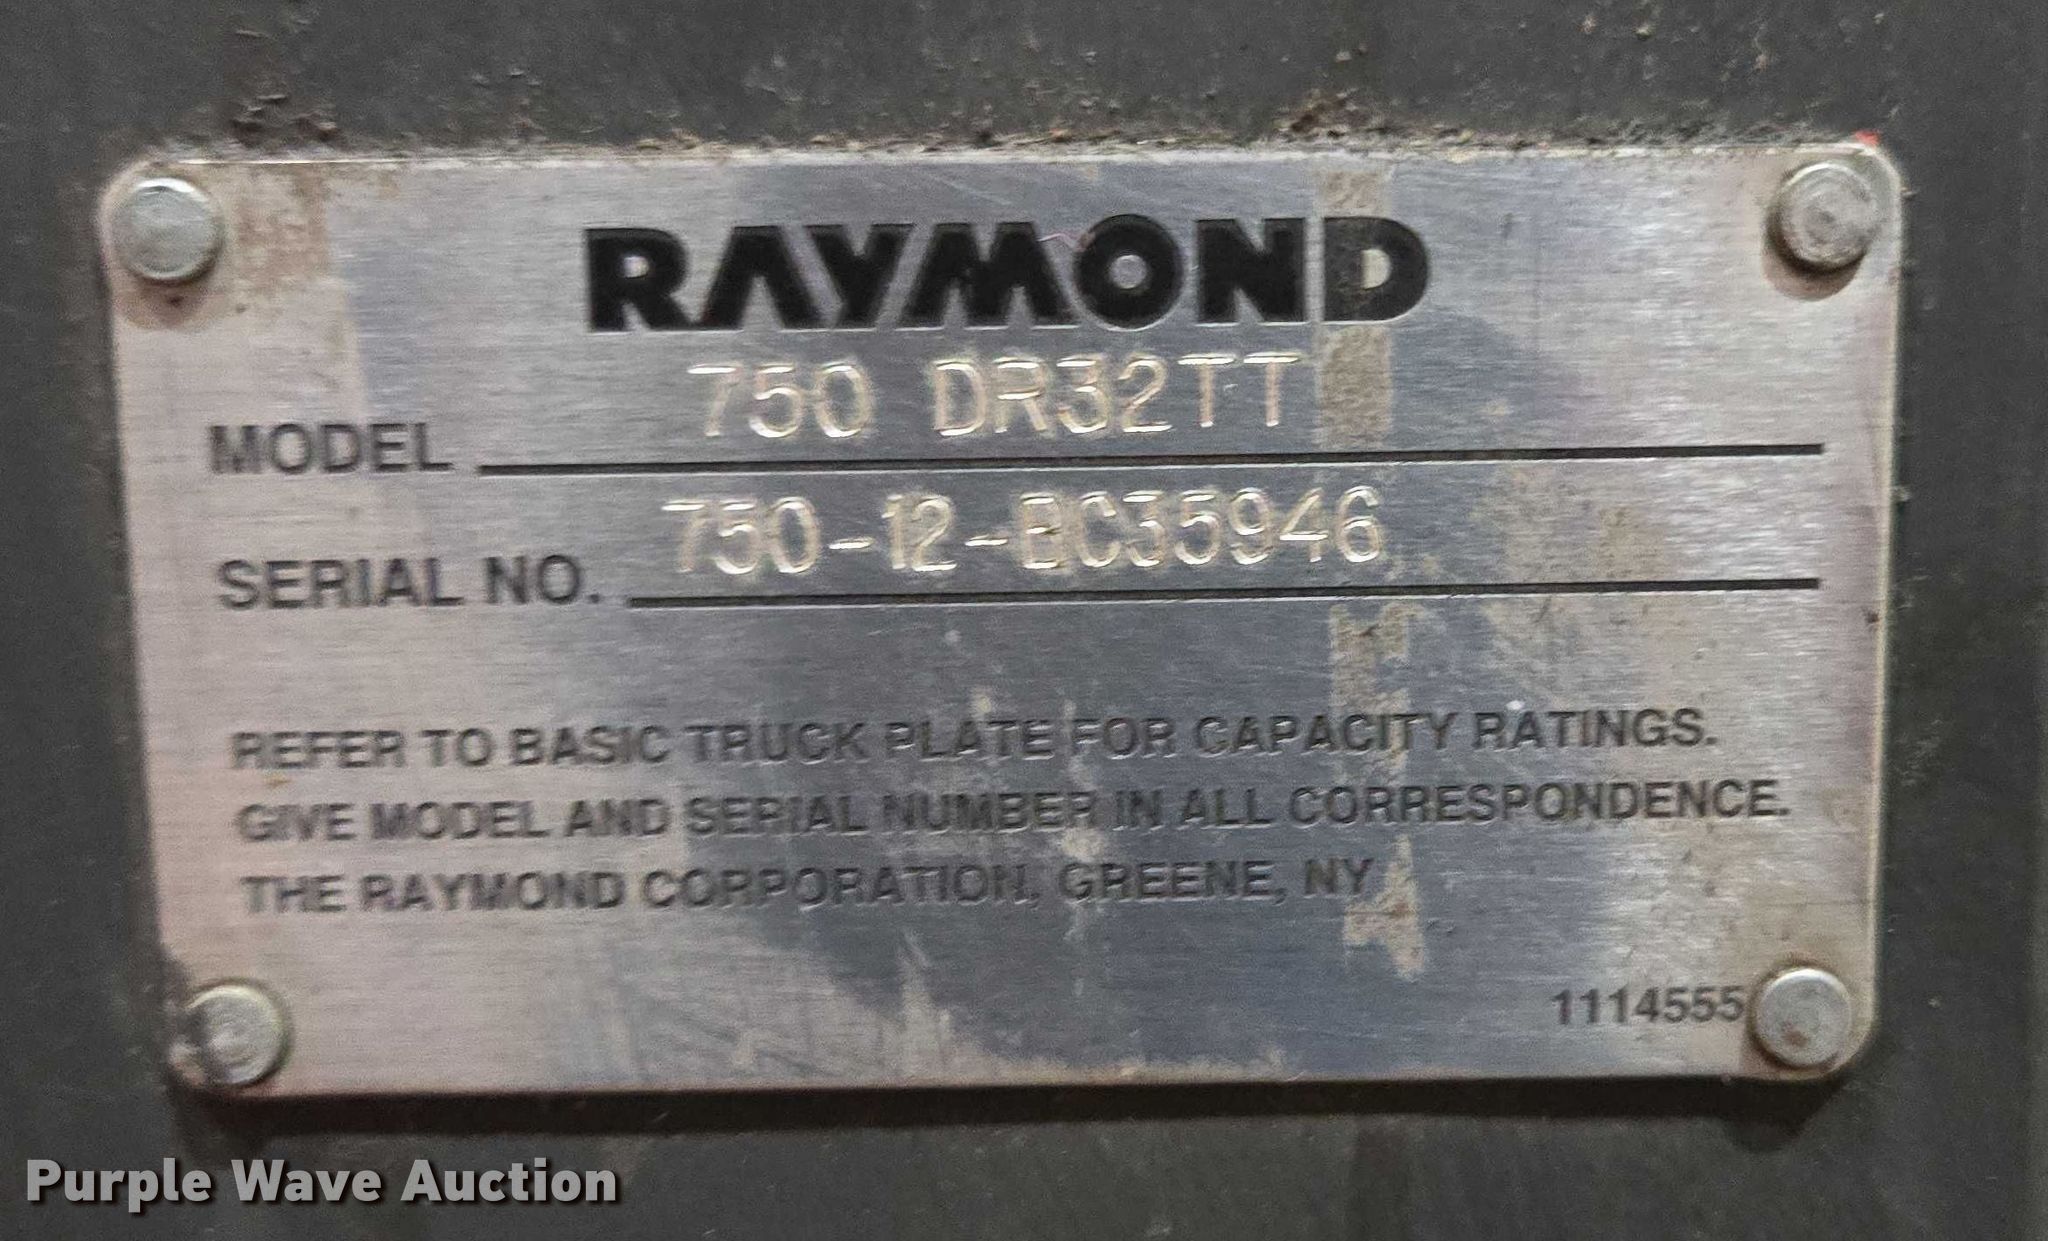 RAYMOND
MODEL 750 DR32TT
SERIAL NO. 750-12-BC35946
REFER TO BASIC TRUCK PLATE FOR CAPACITY RATINGS.
GIVE MODEL AND SERIAL NUMBER IN ALL CORRESPONDENCE.
THE RAYMOND CORPORATION, GREENE, NY
1114555
Purple Wave Auction